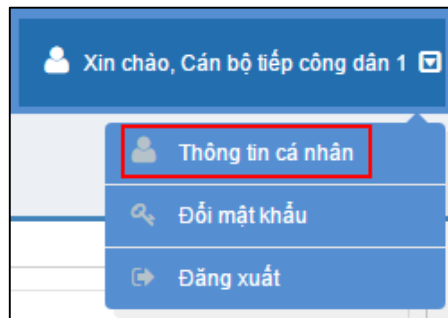 Xin chào, Cán bộ tiếp công dân 1
Thông tin cá nhân
Đổi mật khẩu
Đăng xuất